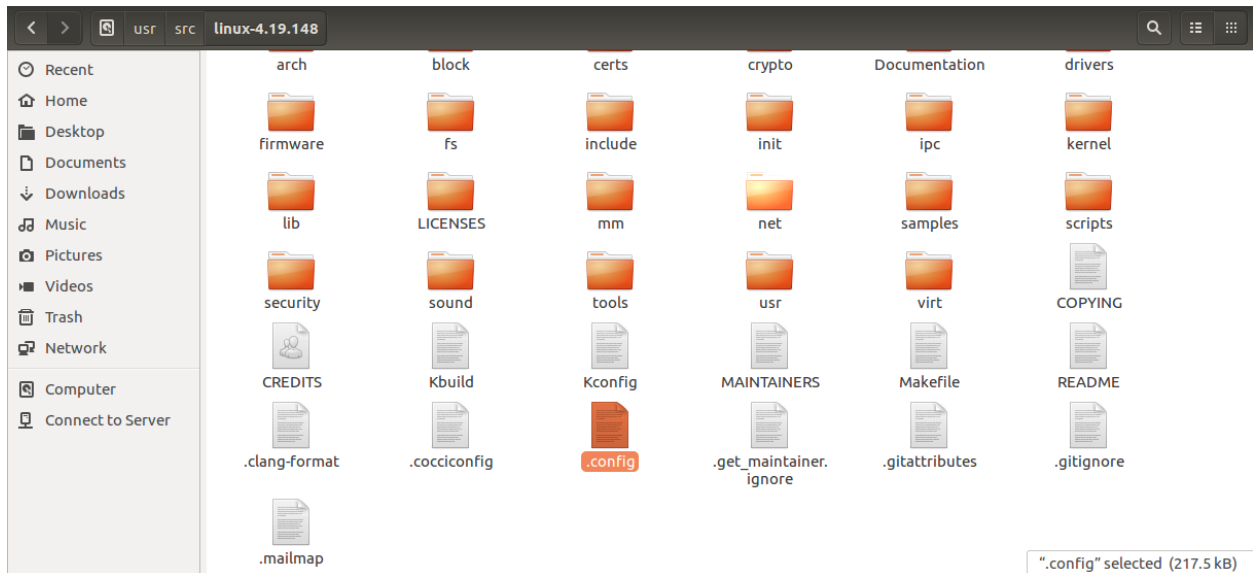 usr src linux-4.19.148
Recent
Home
Desktop
Documents
Downloads
Music
Pictures
Videos
Trash
Network
Computer
Connect to Server
arch block certs crypto Documentation drivers
firmware fs include init ipc kernel
lib LICENSES mm net samples scripts
security sound tools usr virt COPYING
CREDITS Kbuild Kconfig MAINTAINERS Makefile README
.clang-format .cocciconfig .config .get_maintainer. .gitattributes .gitignore
ignore
.mailmap
".config" selected (217.5 kB)